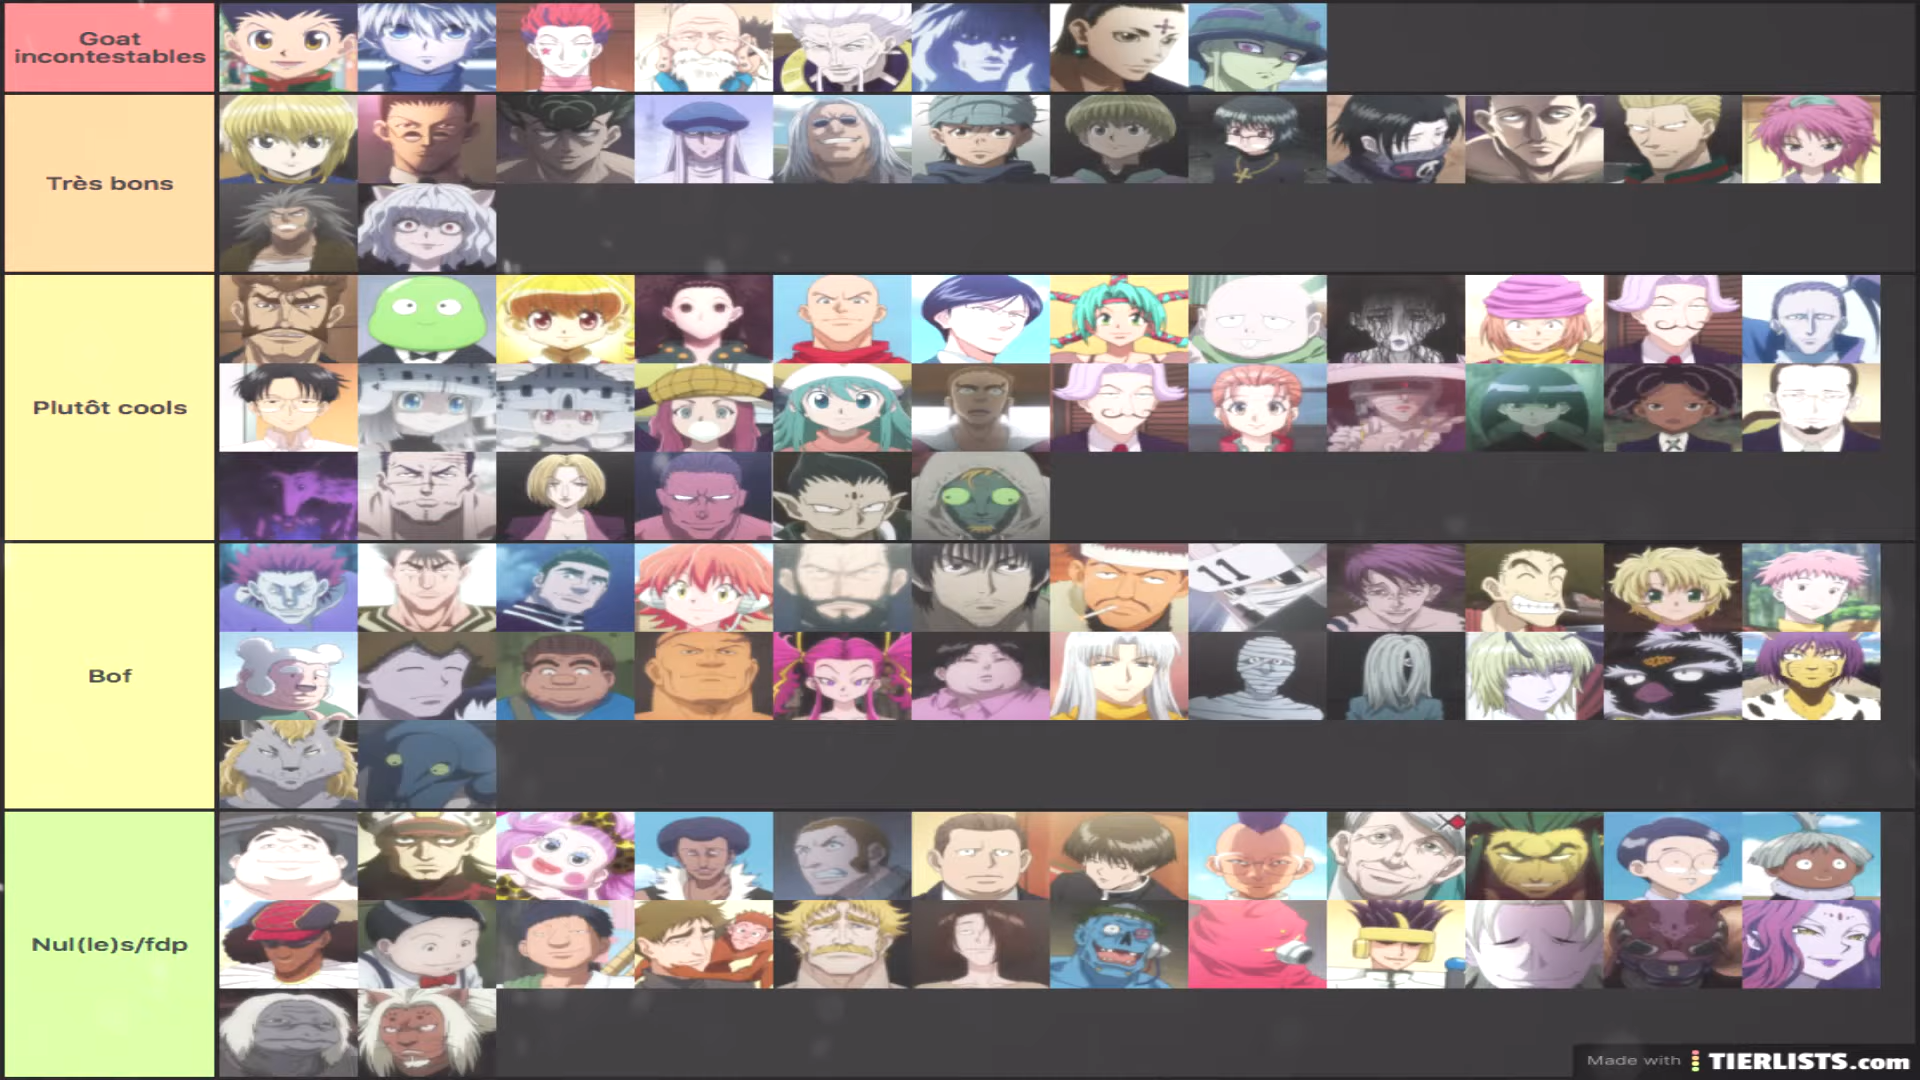 Goat
incontestables
Très bons
Plutôt cools
11
Bof
Nul(le)s/fdp
Made with TIERLISTS.com